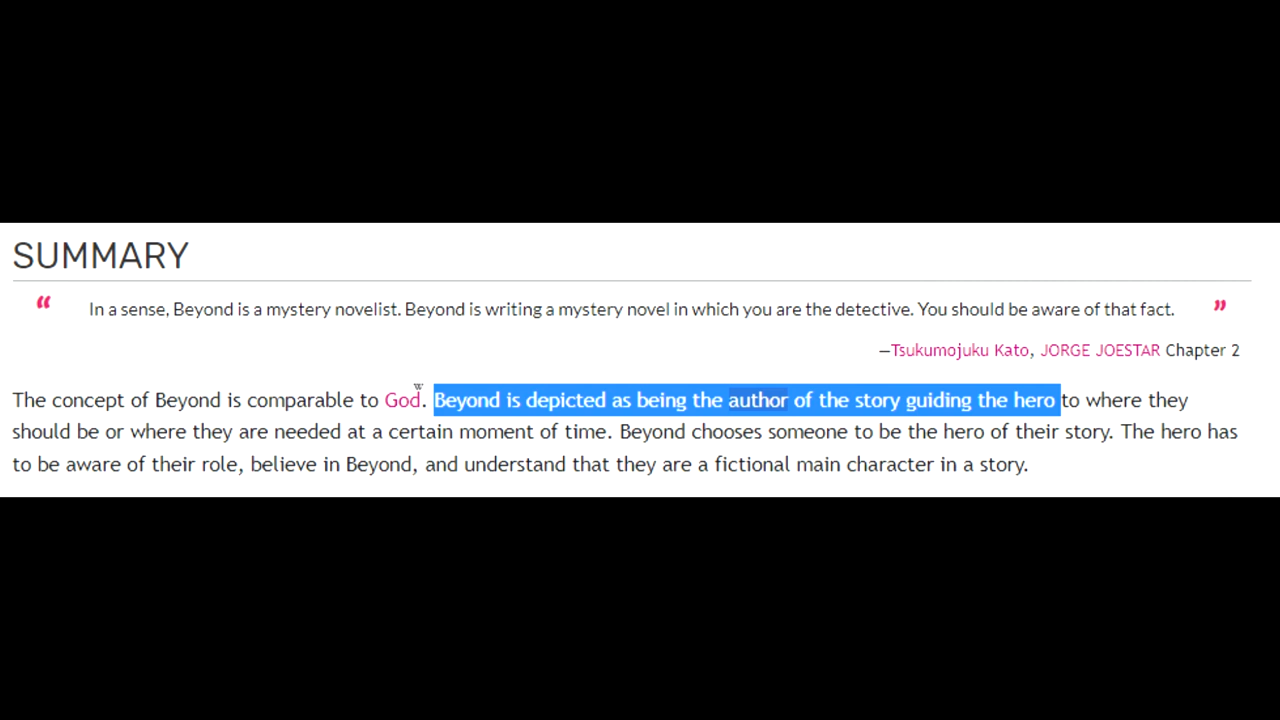 SUMMARY
“ In a sense, Beyond is a mystery novelist. Beyond is writing a mystery novel in which you are the detective. You should be aware of that fact. ”
—Tsukumojuku Kato, JORGE JOESTAR Chapter 2
The concept of Beyond is comparable to God.w Beyond is depicted as being the author of the story guiding the hero to where they
should be or where they are needed at a certain moment of time. Beyond chooses someone to be the hero of their story. The hero has
to be aware of their role, believe in Beyond, and understand that they are a fictional main character in a story.